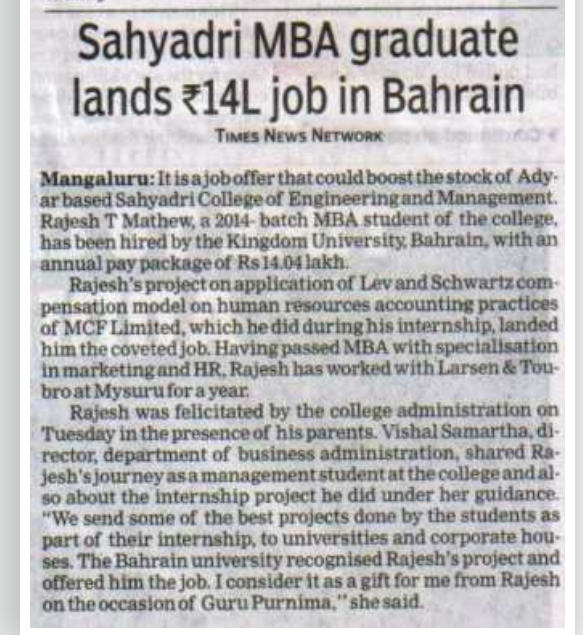 Sahyadri MBA graduate
lands ₹14L job in Bahrain
TIMES NEWS NETWORK
Mangaluru: It is a job offer that could boost the stock of Ady-
ar based Sahyadri College of Engineering and Management.
Rajesh T Mathew, a 2014- batch MBA student of the college,
has been hired by the Kingdom University, Bahrain, with an
annual pay package of Rs 14.04 lakh.
Rajesh's project on application of Lev and Schwartz com-
pensation model on human resources accounting practices
of MCF Limited, which he did during his internship, landed
him the coveted job. Having passed MBA with specialisation
in marketing and HR, Rajesh has worked with Larsen & Tou-
bro at Mysuru for a year.
Rajesh was felicitated by the college administration on
Tuesday in the presence of his parents. Vishal Samartha, di-
rector, department of business administration, shared Ra-
jesh's journey as a management student at the college and al-
so about the internship project he did under her guidance.
"We send some of the best projects done by the students as
part of their internship, to universities and corporate hou-
ses. The Bahrain university recognised Rajesh's project and
offered him the job. I consider it as a gift for me from Rajesh
on the occasion of Guru Purnima," she said.